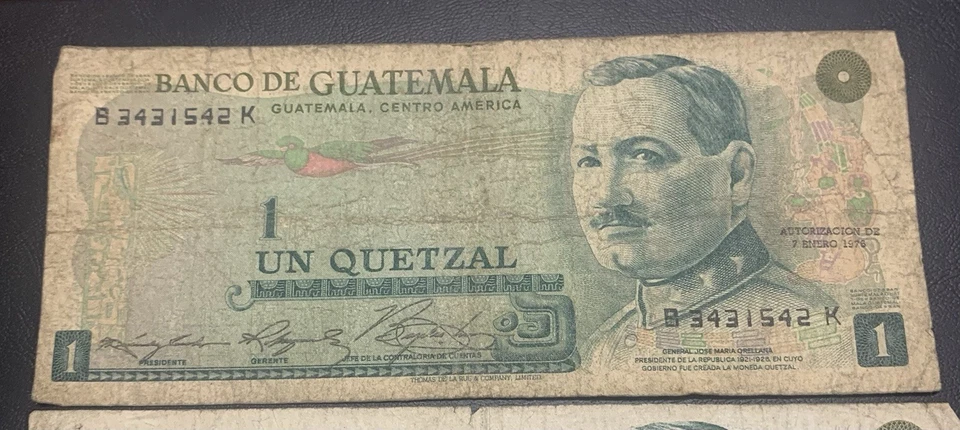 BANCO DE GUATEMALA
GUATEMALA, CENTRO AMERICA
B 3431542 K
1
UN QUETZAL
AUTORIZACION DE
7 ENERO 1976
B 3431542 K
PRESIDENTE
GERENTE
JEFE DE LA CONTRALORIA DE CUENTAS
GENERAL JOSE MARIA ORELLANA
PRESIDENTE DE LA REPUBLICA 1921-1926, EN CUYO
GOBIERNO FUE CREADA LA MONEDA QUETZAL
THOMAS DE LA RUE & COMPANY, LIMITED
1
1